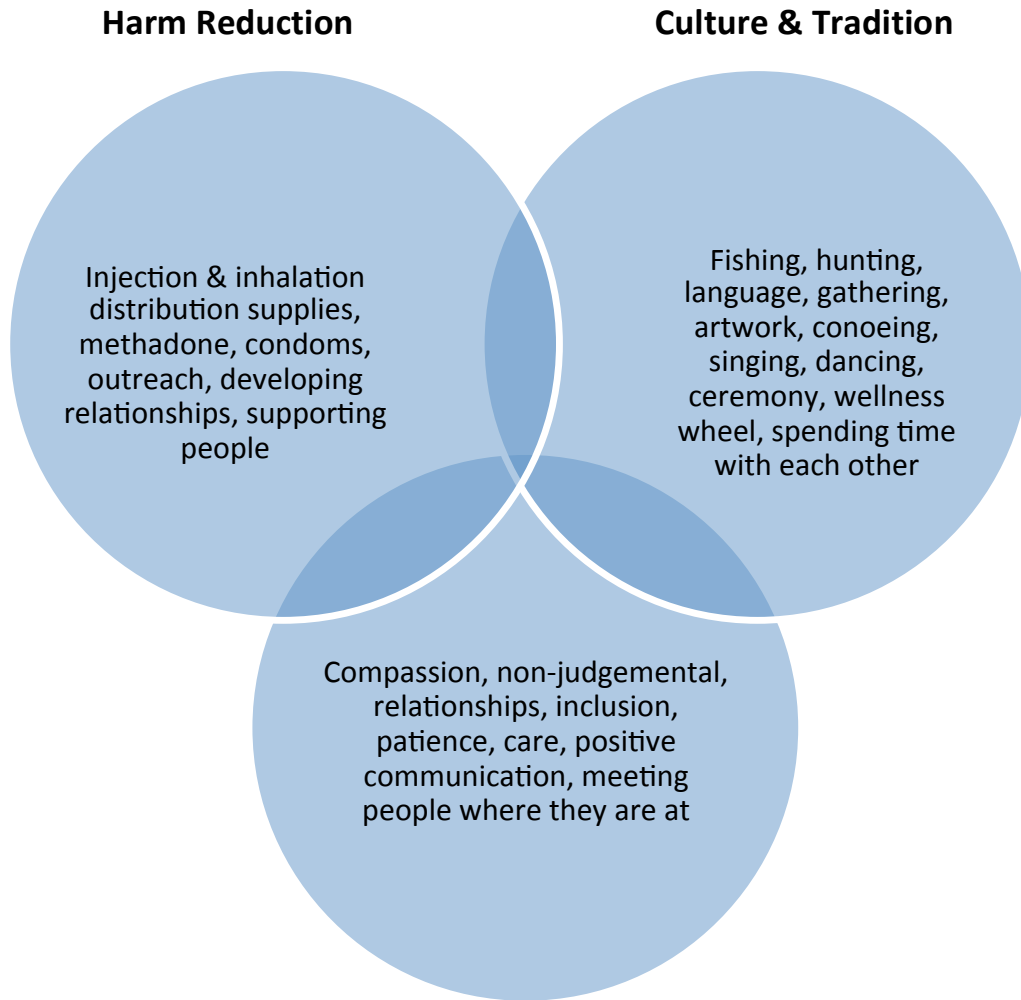 Harm Reduction
Culture & Tradition
Injection & inhalation
distribution supplies,
methadone, condoms,
outreach, developing
relationships, supporting
people
Fishing, hunting,
language, gathering,
artwork, conoeing,
singing, dancing,
ceremony, wellness
wheel, spending time
with each other
Compassion, non-judgemental,
relationships, inclusion,
patience, care, positive
communication, meeting
people where they are at